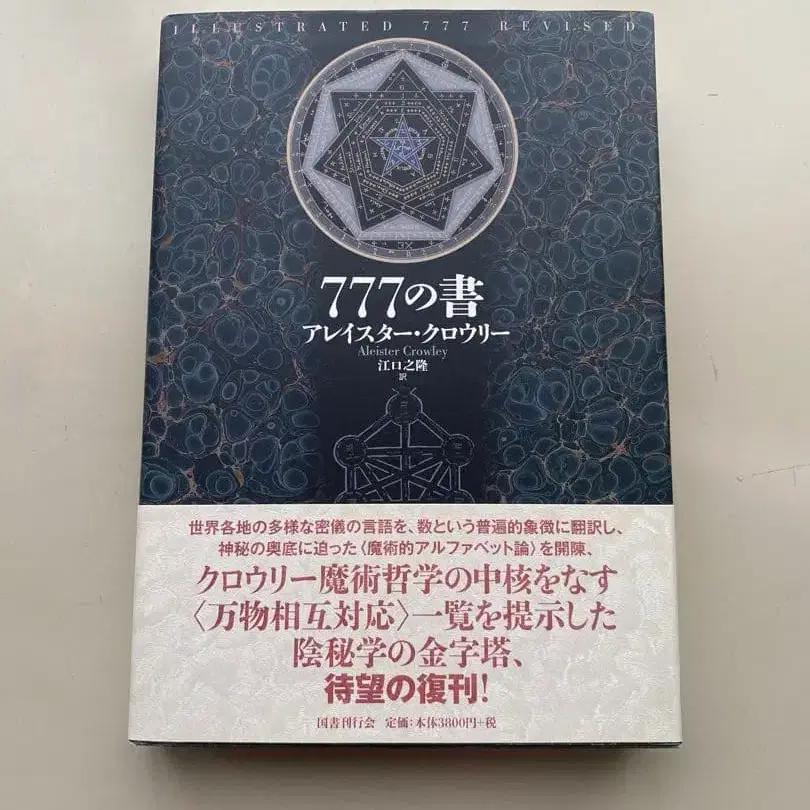 ILLUSTRATED 777 REVISED
777の書
アレイスター・クロウリー
Aleister Crowley
江口之隆
訳
世界各地の多様な密儀の言語を、数という普遍的象徴に翻訳し、
神秘の奥底に迫った〈魔術的アルファベット論〉を開陳、
クロウリー魔術哲学の中核をなす
〈万物相互対応〉一覧を提示した
陰秘学の金字塔、
待望の復刊!
国書刊行会 定価:本体3800円+税